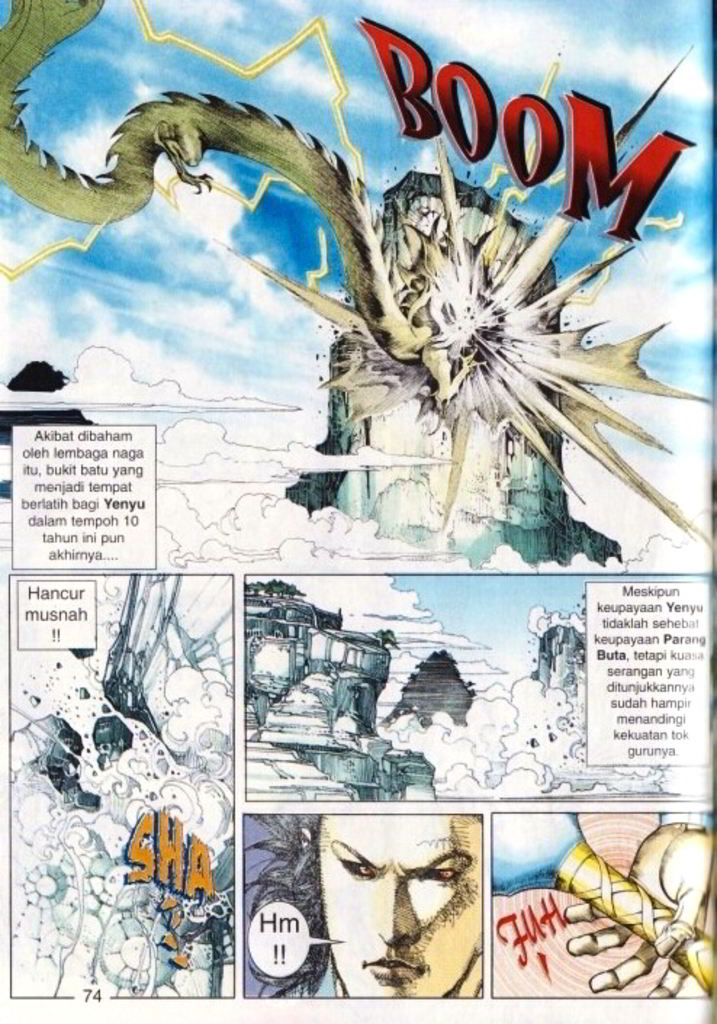 BOOM
Akibat dibaham
oleh lembaga naga
itu, bukit batu yang
menjadi tempat
berlatih bagi Yenyu
dalam tempoh 10
tahun ini pun
akhirnya....
Hancur
musnah
!!
Meskipun
keupayaan Yenyu
tidaklah sehebat
keupayaan Parang
Buta, tetapi kuasa
serangan yang
ditunjukkannya
sudah hampir
menandingi
kekuatan tok
gurunya.
SHA
Hm
!!
FUH
!
74